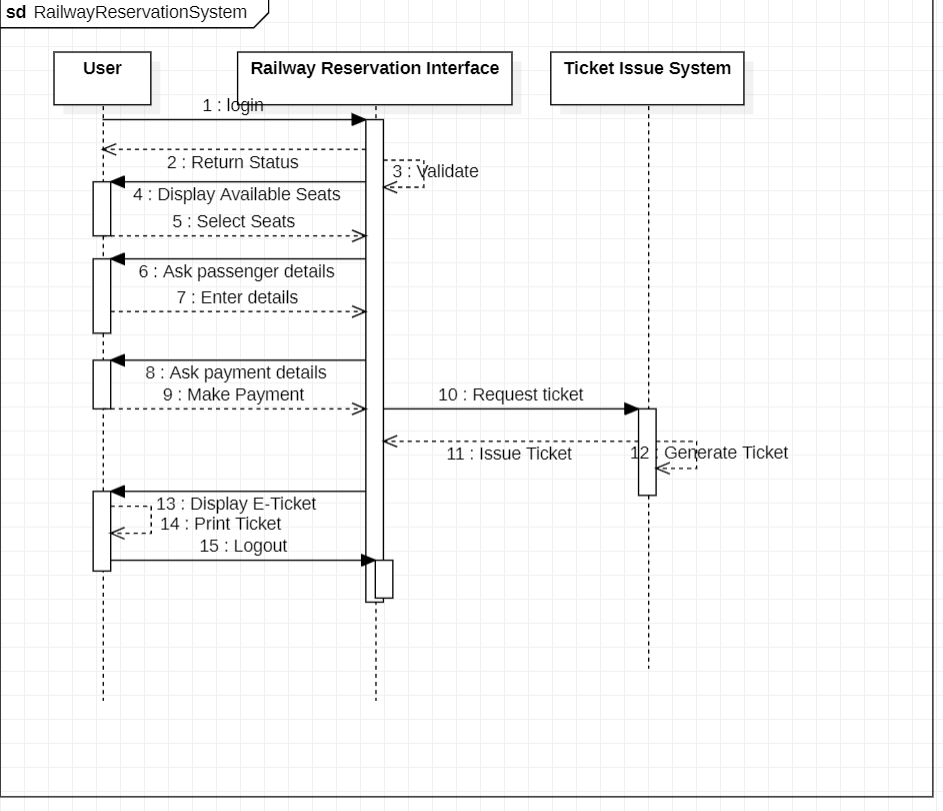 sd RailwayReservationSystem
User
Railway Reservation Interface
Ticket Issue System
1 : login
2 : Return Status
3 : Validate
4 : Display Available Seats
5 : Select Seats
6 : Ask passenger details
7 : Enter details
8 : Ask payment details
9 : Make Payment
10 : Request ticket
11 : Issue Ticket
12 : Generate Ticket
13 : Display E-Ticket
14 : Print Ticket
15 : Logout